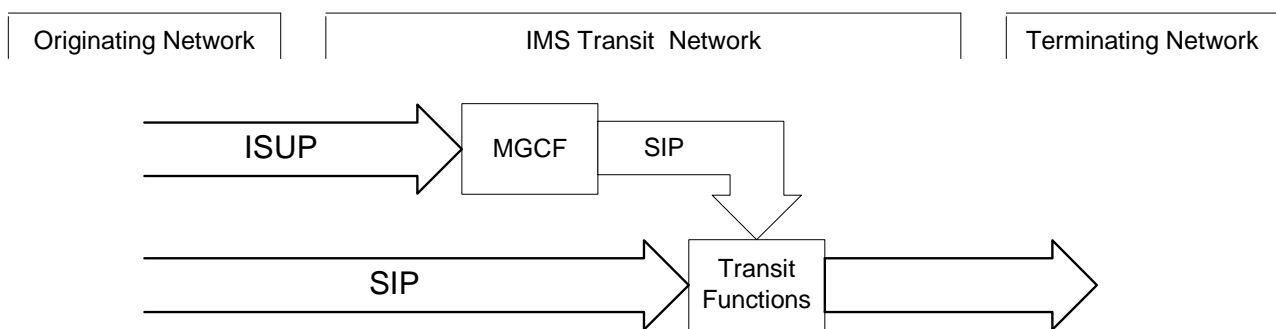 Originating Network
IMS Transit Network
Terminating Network
ISUP
MGCF
SIP
SIP
Transit
Functions